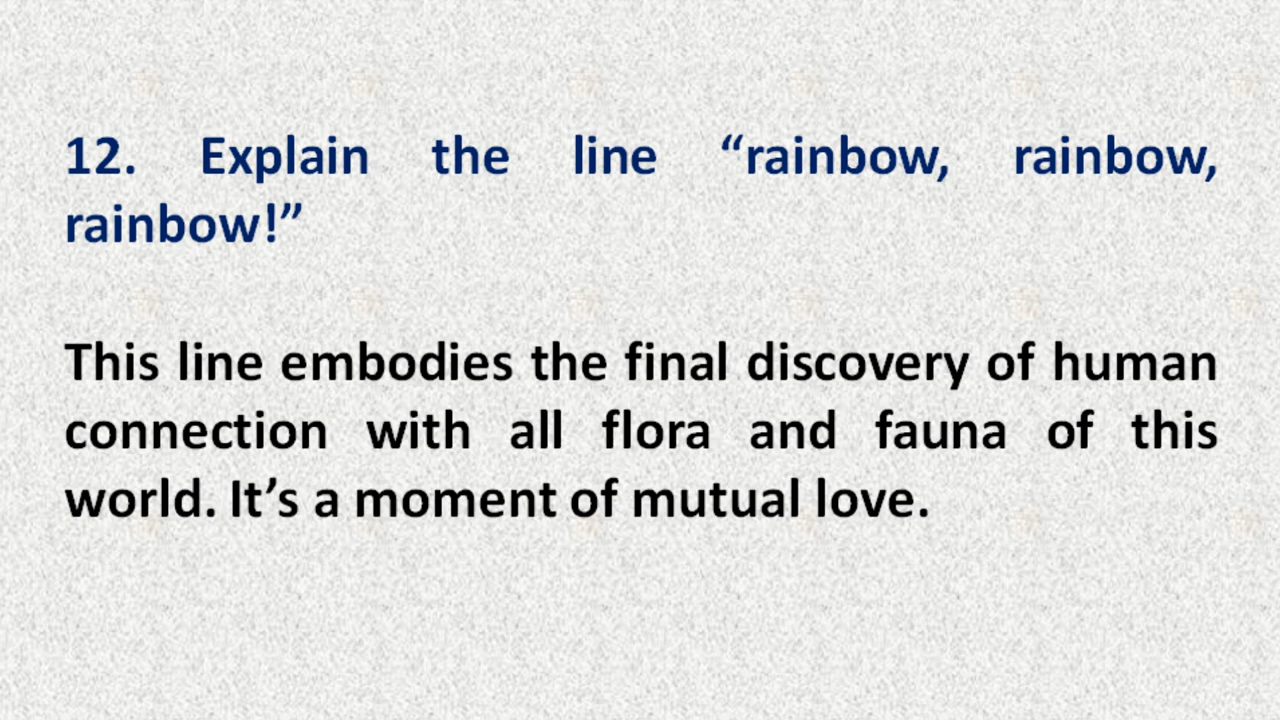 12. Explain the line “rainbow, rainbow,
rainbow!”
This line embodies the final discovery of human
connection with all flora and fauna of this
world. It’s a moment of mutual love.